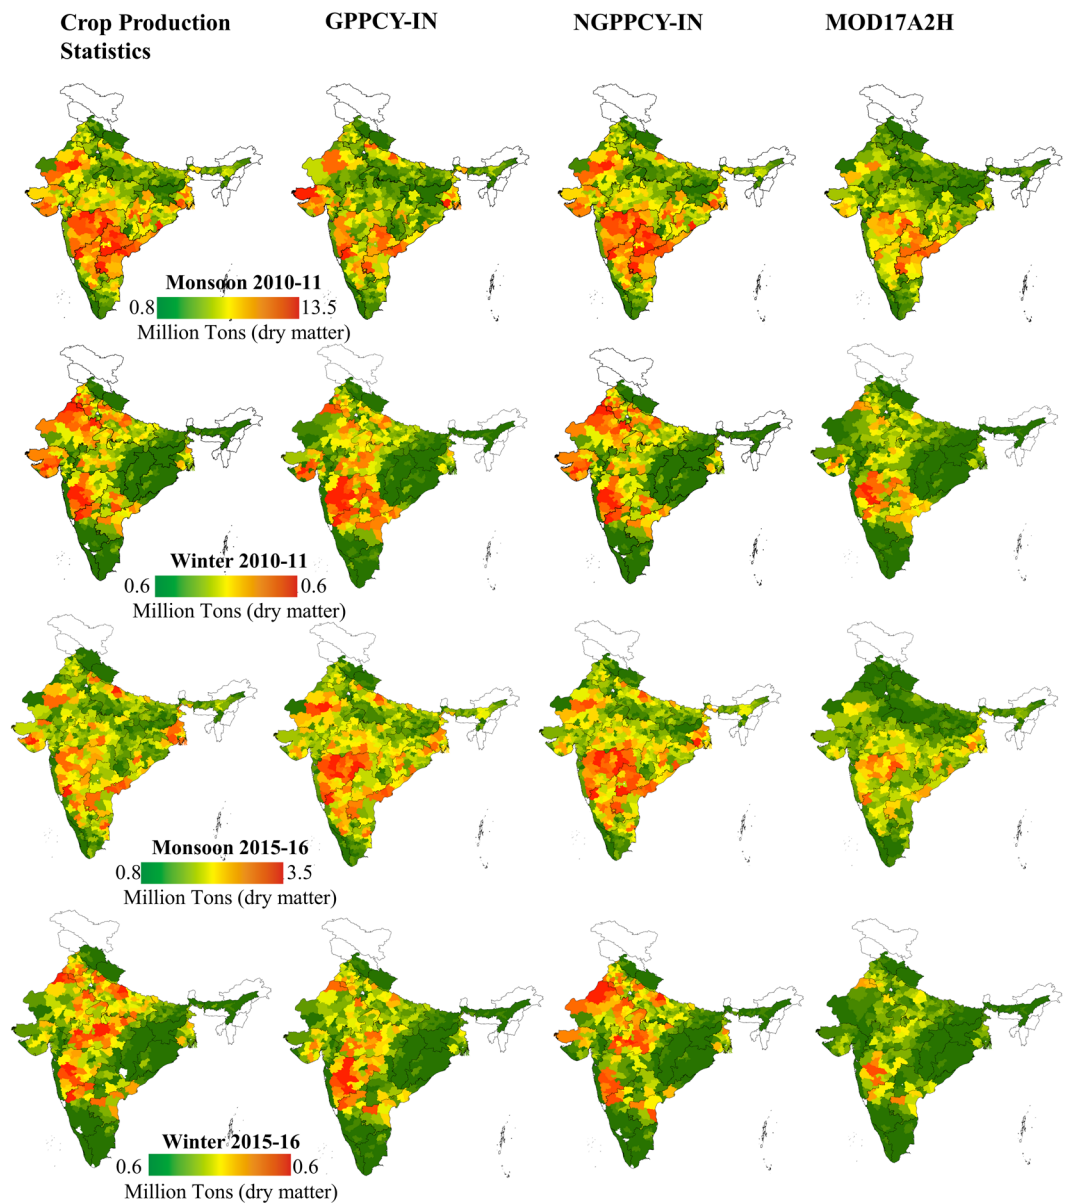 Crop Production
Statistics
GPPCY-IN
NGPPCY-IN
MOD17A2H
Monsoon 2010-11
0.8 13.5
Million Tons (dry matter)
Winter 2010-11
0.6 0.6
Million Tons (dry matter)
Monsoon 2015-16
0.8 3.5
Million Tons (dry matter)
Winter 2015-16
0.6 0.6
Million Tons (dry matter)